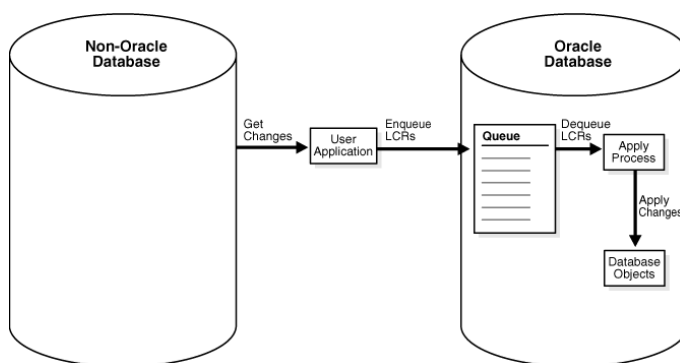 Non-Oracle
Database
Oracle
Database
Get
Changes
User
Application
Enqueue
LCRs
Queue
Dequeue
LCRs
Apply
Process
Apply
Changes
Database
Objects